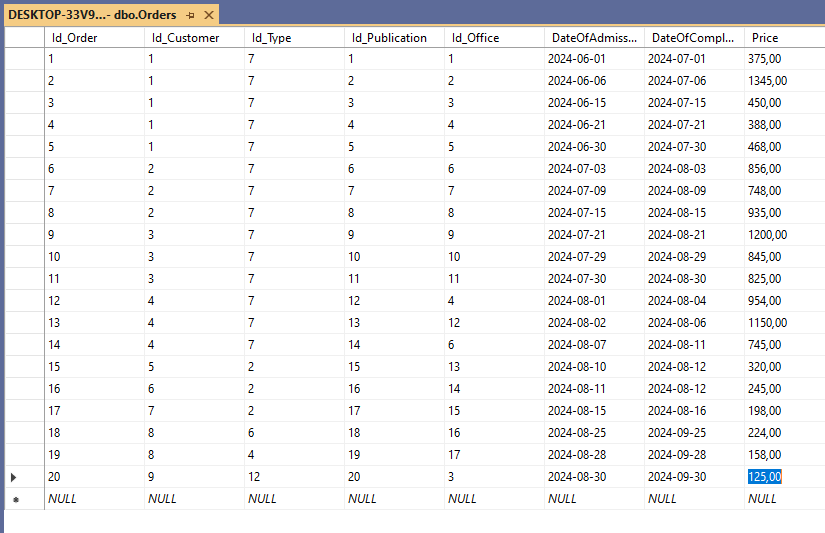 DESKTOP-33V9...- dbo.Orders
Id_Order Id_Customer Id_Type Id_Publication Id_Office DateOfAdmiss... DateOfCompl... Price
1 1 7 1 1 2024-06-01 2024-07-01 375,00
2 1 7 2 2 2024-06-06 2024-07-06 1345,00
3 1 7 3 3 2024-06-15 2024-07-15 450,00
4 1 7 4 4 2024-06-21 2024-07-21 388,00
5 1 7 5 5 2024-06-30 2024-07-30 468,00
6 2 7 6 6 2024-07-03 2024-08-03 856,00
7 2 7 7 7 2024-07-09 2024-08-09 748,00
8 2 7 8 8 2024-07-15 2024-08-15 935,00
9 3 7 9 9 2024-07-21 2024-08-21 1200,00
10 3 7 10 10 2024-07-29 2024-08-29 845,00
11 3 7 11 11 2024-07-30 2024-08-30 825,00
12 4 7 12 4 2024-08-01 2024-08-04 954,00
13 4 7 13 12 2024-08-02 2024-08-06 1150,00
14 4 7 14 6 2024-08-07 2024-08-11 745,00
15 5 2 15 13 2024-08-10 2024-08-12 320,00
16 6 2 16 14 2024-08-11 2024-08-12 245,00
17 7 2 17 15 2024-08-15 2024-08-16 198,00
18 8 6 18 16 2024-08-25 2024-09-25 224,00
19 8 4 19 17 2024-08-28 2024-09-28 158,00
20 9 12 20 3 2024-08-30 2024-09-30 125,00
NULL NULL NULL NULL NULL NULL NULL NULL